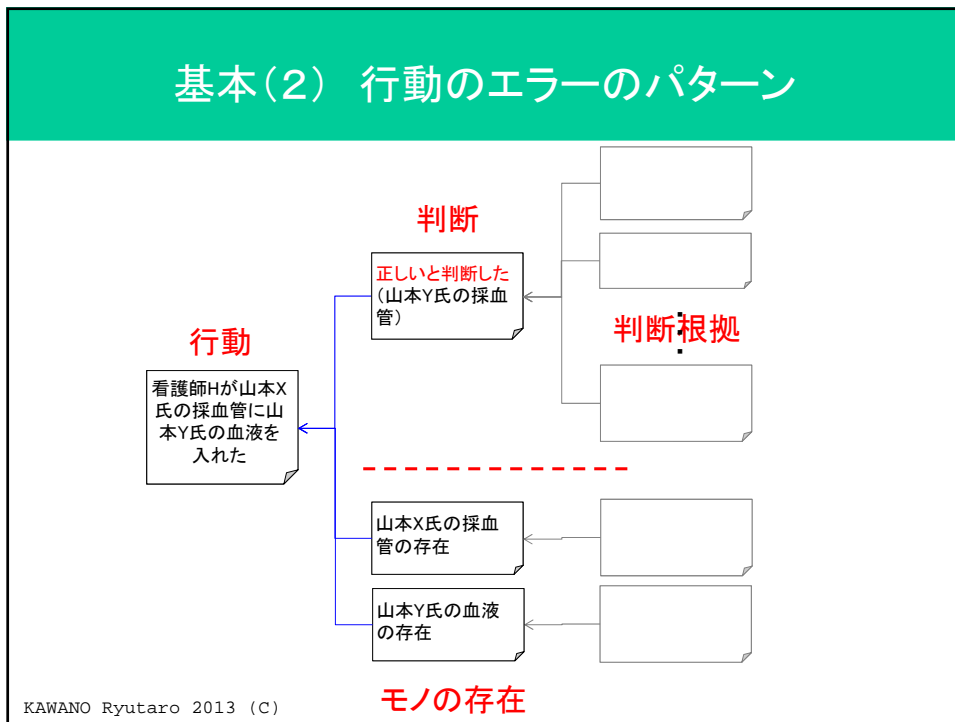 基本（２） 行動のエラーのパターン
判断
正しいと判断した
（山本Y氏の採血
管）
判断根拠
行動
看護師Hが山本X
氏の採血管に山
本Y氏の血液を
入れた
山本X氏の採血
管の存在
山本Y氏の血液
の存在
モノの存在
KAWANO Ryutaro 2013 (C)